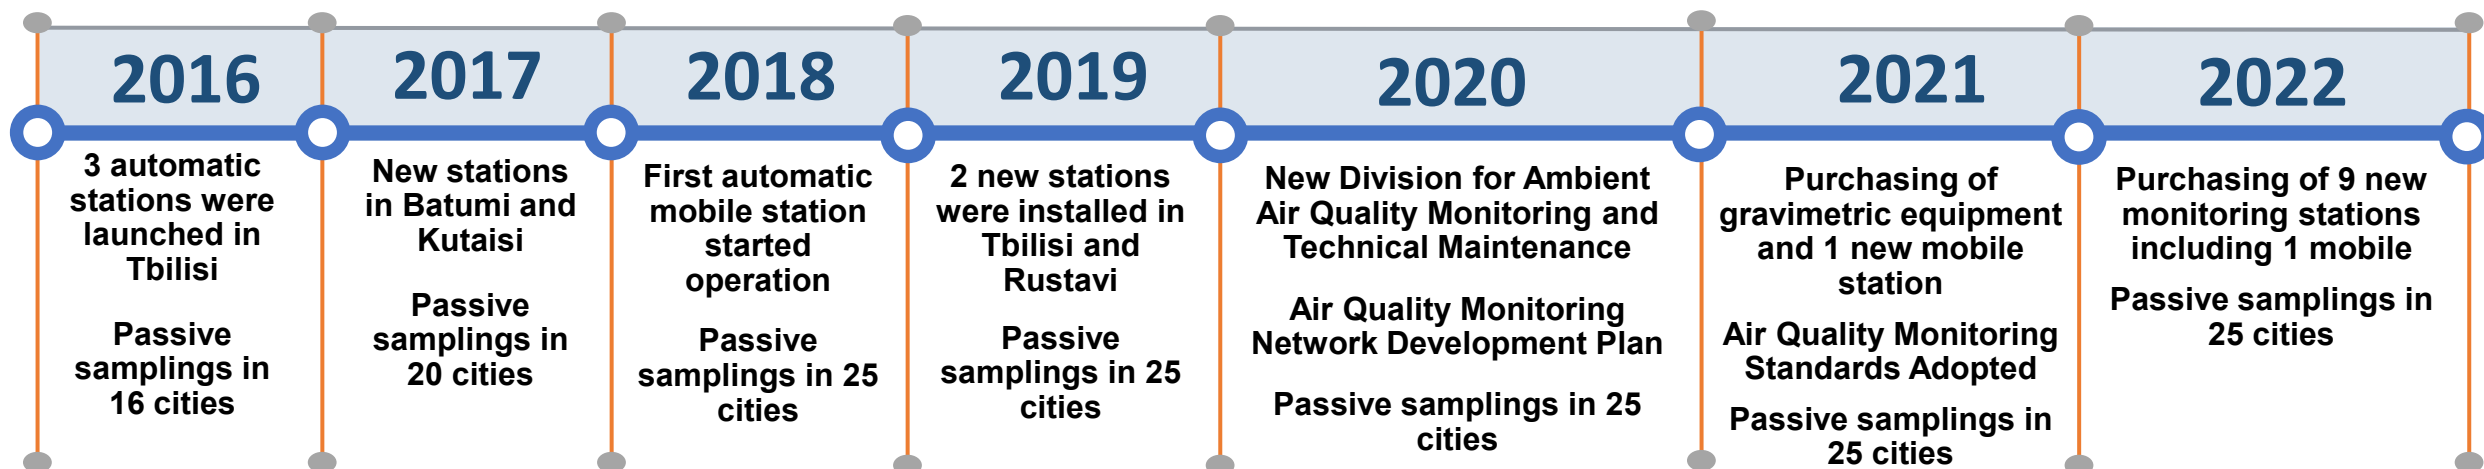 2016
3 automatic
stations were
launched in
Tbilisi
Passive
samplings in
16 cities
2017
New stations
in Batumi and
Kutaisi
Passive
samplings in
20 cities
2018
First automatic
mobile station
started
operation
Passive
samplings in 25
cities
2019
2 new stations
were installed in
Tbilisi and
Rustavi
Passive
samplings in 25
cities
2020
New Division for Ambient
Air Quality Monitoring and
Technical Maintenance
Air Quality Monitoring
Network Development Plan
Passive samplings in 25
cities
2021
Purchasing of
gravimetric equipment
and 1 new mobile
station
Air Quality Monitoring
Standards Adopted
Passive samplings in
25 cities
2022
Purchasing of 9 new
monitoring stations
including 1 mobile
Passive samplings in
25 cities